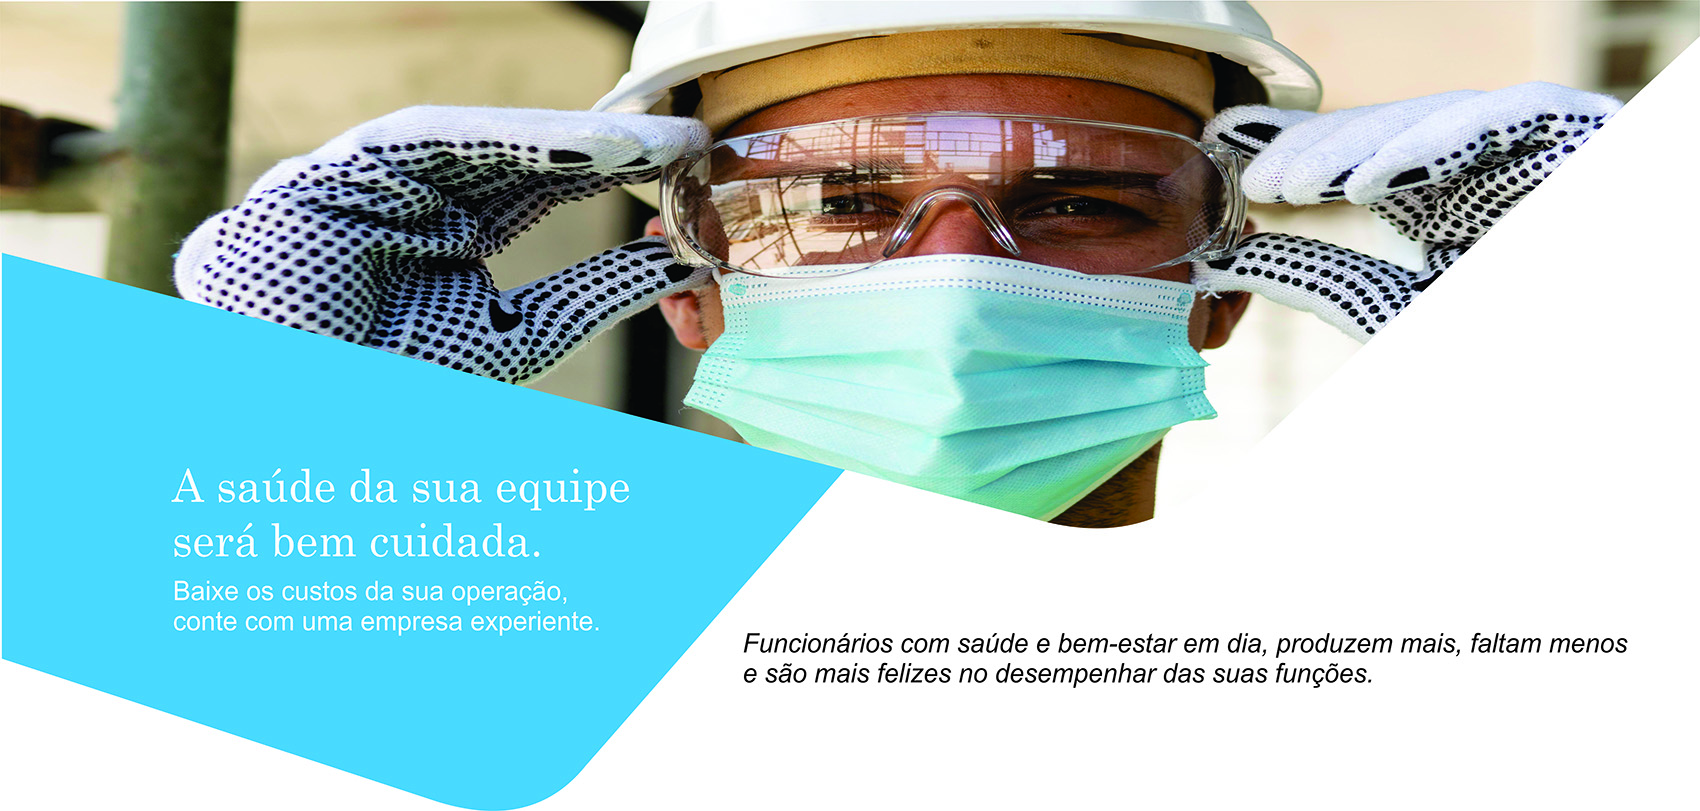 A saúde da sua equipe
será bem cuidada.
Baixe os custos da sua operação,
conte com uma empresa experiente.
Funcionários com saúde e bem-estar em dia, produzem mais, faltam menos
e são mais felizes no desempenhar das suas funções.